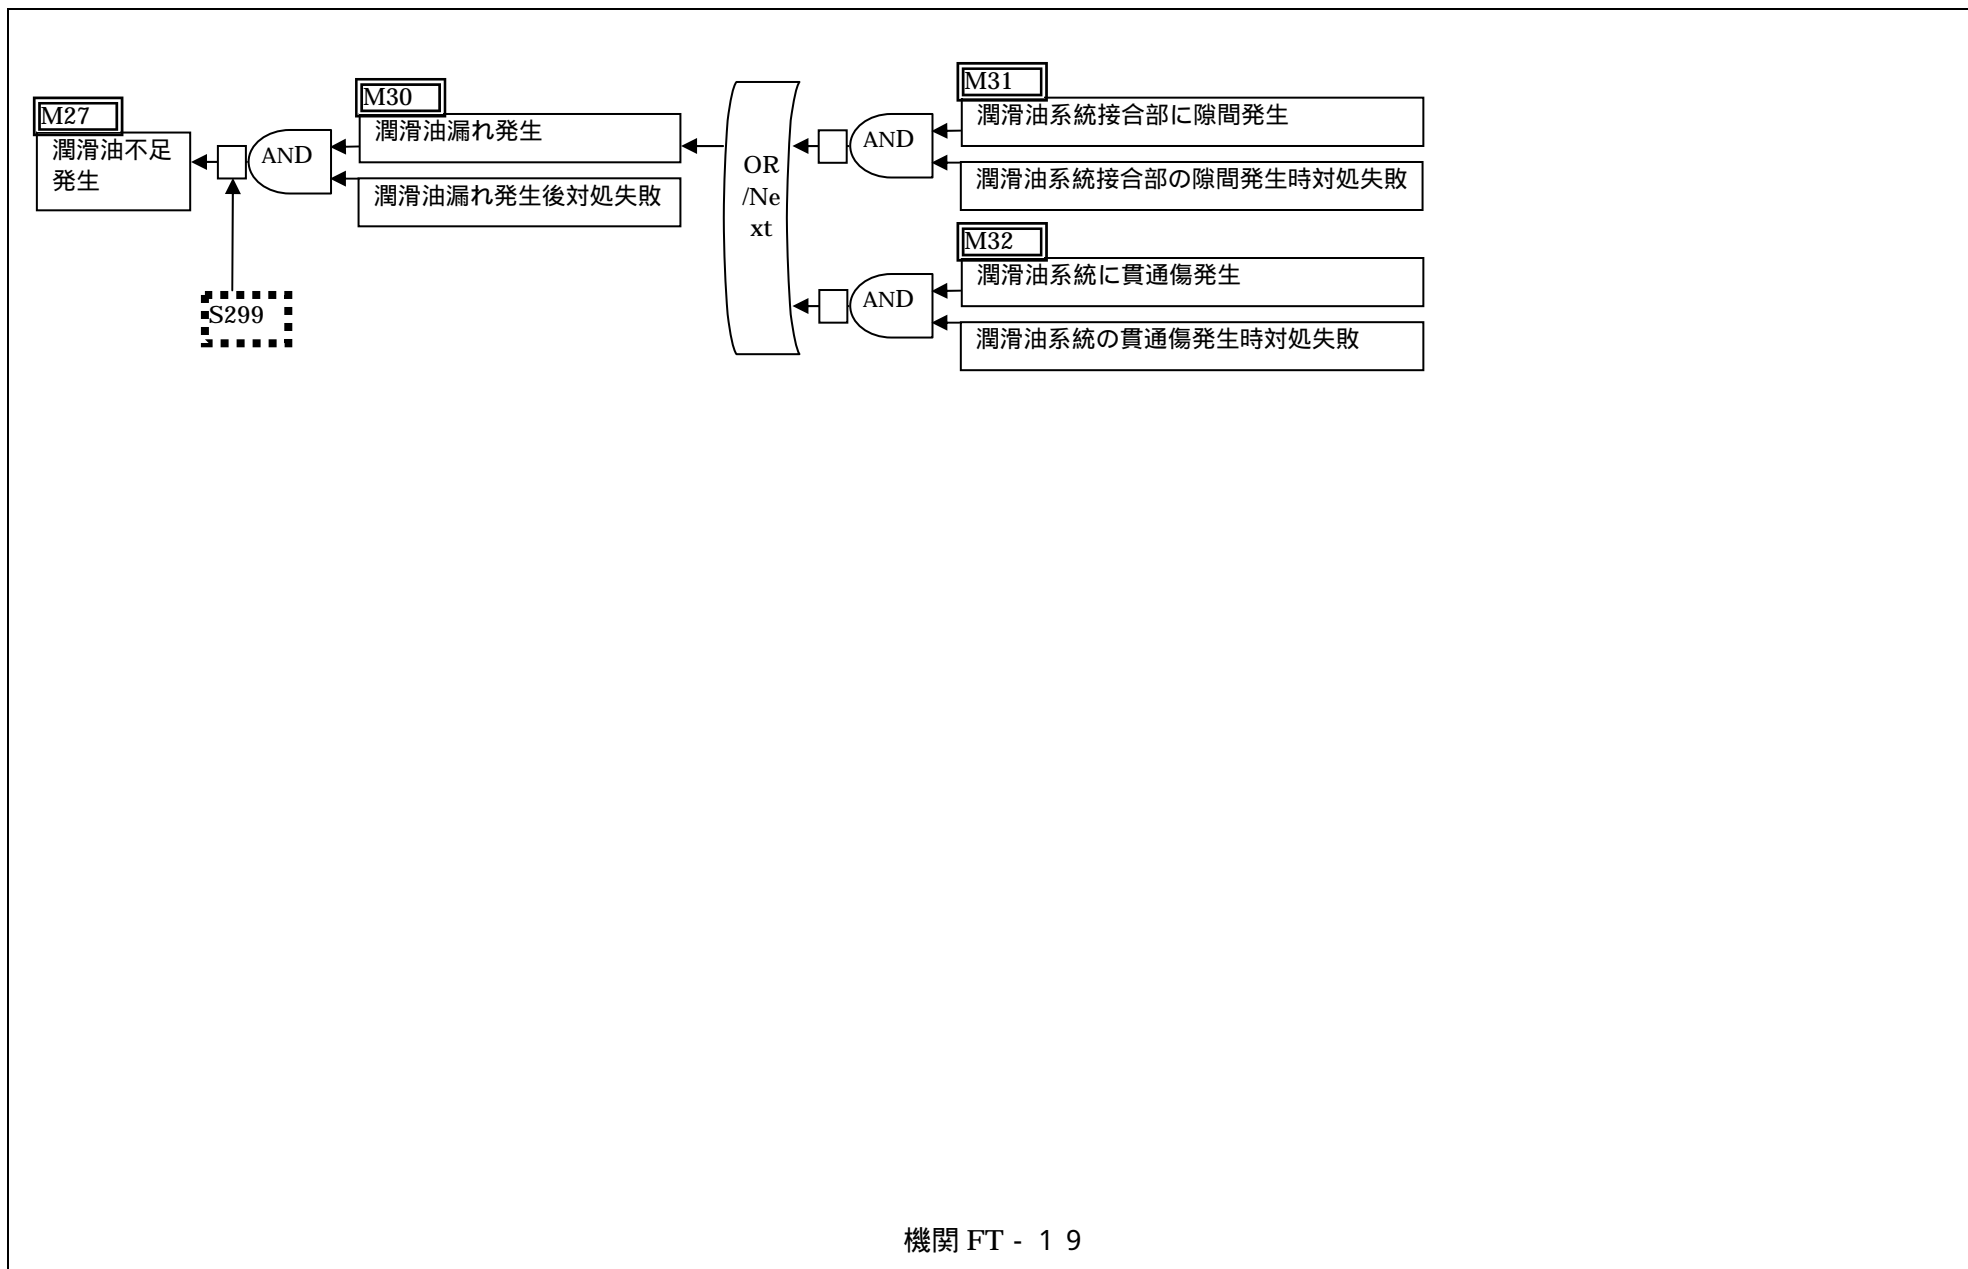 M27
潤滑油不足
発生
AND
S299
M30
潤滑油漏れ発生
潤滑油漏れ発生後対処失敗
OR
/Ne
xt
AND
M31
潤滑油系統接合部に隙間発生
潤滑油系統接合部の隙間発生時対処失敗
AND
M32
潤滑油系統に貫通傷発生
潤滑油系統の貫通傷発生時対処失敗
機関 FT - １９